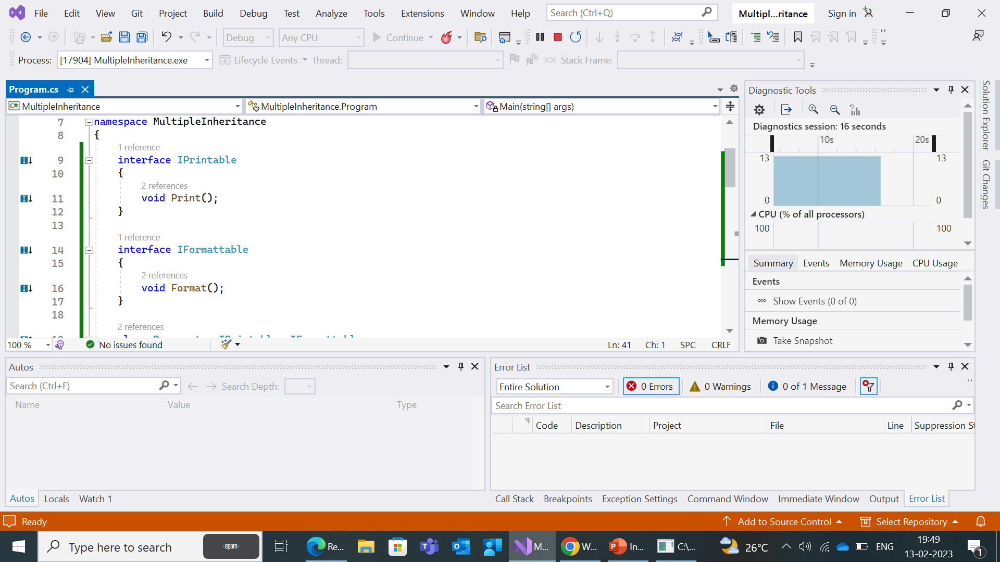 File Edit View Git Project Build Debug Test Analyze Tools Extensions Window Help Search (Ctrl+Q) Multipl...ritance Sign in
Debug Any CPU Continue
Process: [17904] MultipleInheritance.exe Lifecycle Events Thread: Stack Frame:
Program.cs
C# MultipleInheritance MultipleInheritance.Program Main(string[] args)
7 namespace MultipleInheritance
8 {
1 reference
9 interface IPrintable
10 {
2 references
11 void Print();
12 }
13
1 reference
14 interface IFormattable
15 {
2 references
16 void Format();
17 }
18
2 references
100 % No issues found Ln: 41 Ch: 1 SPC CRLF
Diagnostic Tools
Diagnostics session: 16 seconds
10s 20s
13 13
0 0
CPU (% of all processors)
100 100
Summary Events Memory Usage CPU Usage
Events
Show Events (0 of 0)
Memory Usage
Take Snapshot
Solution Explorer
Git Changes
Autos
Search (Ctrl+E) Search Depth:
Name Value Type
Autos Locals Watch 1
Error List
Entire Solution 0 Errors 0 Warnings 0 of 1 Message
Search Error List
Code Description Project File Line Suppression St
Call Stack Breakpoints Exception Settings Command Window Immediate Window Output Error List
Ready Add to Source Control Select Repository
Type here to search <epam> Re... M... W... In... C:\... 26°C ENG 19:49
13-02-2023 1